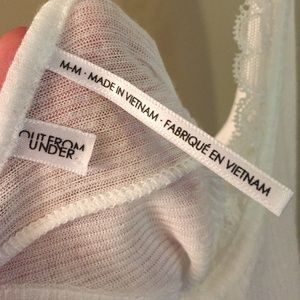 M-M · MADE IN VIETNAM · FABRIQUÉ EN VIETNAM
OUT FROM
UNDER